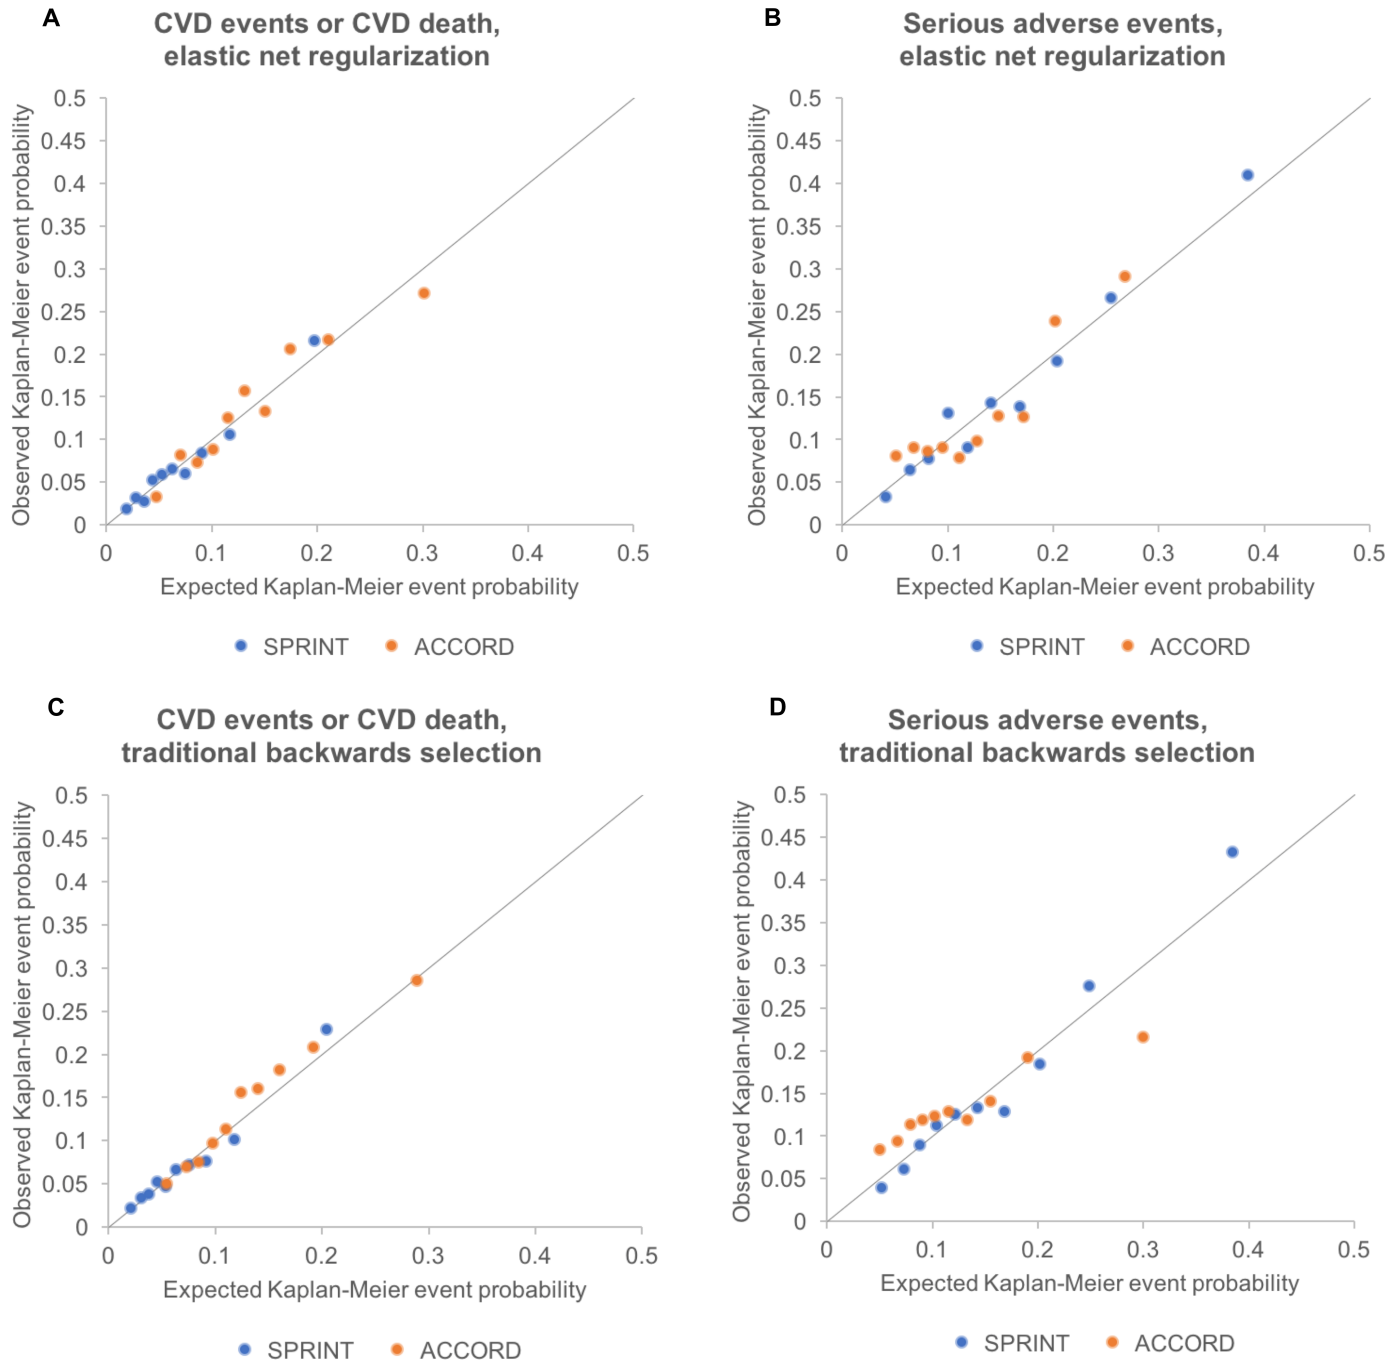 A
CVD events or CVD death,
elastic net regularization
Observed Kaplan-Meier event probability
0.5
0.45
0.4
0.35
0.3
0.25
0.2
0.15
0.1
0.05
0
0 0.1 0.2 0.3 0.4 0.5
Expected Kaplan-Meier event probability
SPRINT ACCORD
B
Serious adverse events,
elastic net regularization
Observed Kaplan-Meier event probability
0.5
0.45
0.4
0.35
0.3
0.25
0.2
0.15
0.1
0.05
0
0 0.1 0.2 0.3 0.4 0.5
Expected Kaplan-Meier event probability
SPRINT ACCORD
C
CVD events or CVD death,
traditional backwards selection
Observed Kaplan-Meier event probability
0.5
0.45
0.4
0.35
0.3
0.25
0.2
0.15
0.1
0.05
0
0 0.1 0.2 0.3 0.4 0.5
Expected Kaplan-Meier event probability
SPRINT ACCORD
D
Serious adverse events,
traditional backwards selection
Observed Kaplan-Meier event probability
0.5
0.45
0.4
0.35
0.3
0.25
0.2
0.15
0.1
0.05
0
0 0.1 0.2 0.3 0.4 0.5
Expected Kaplan-Meier event probability
SPRINT ACCORD